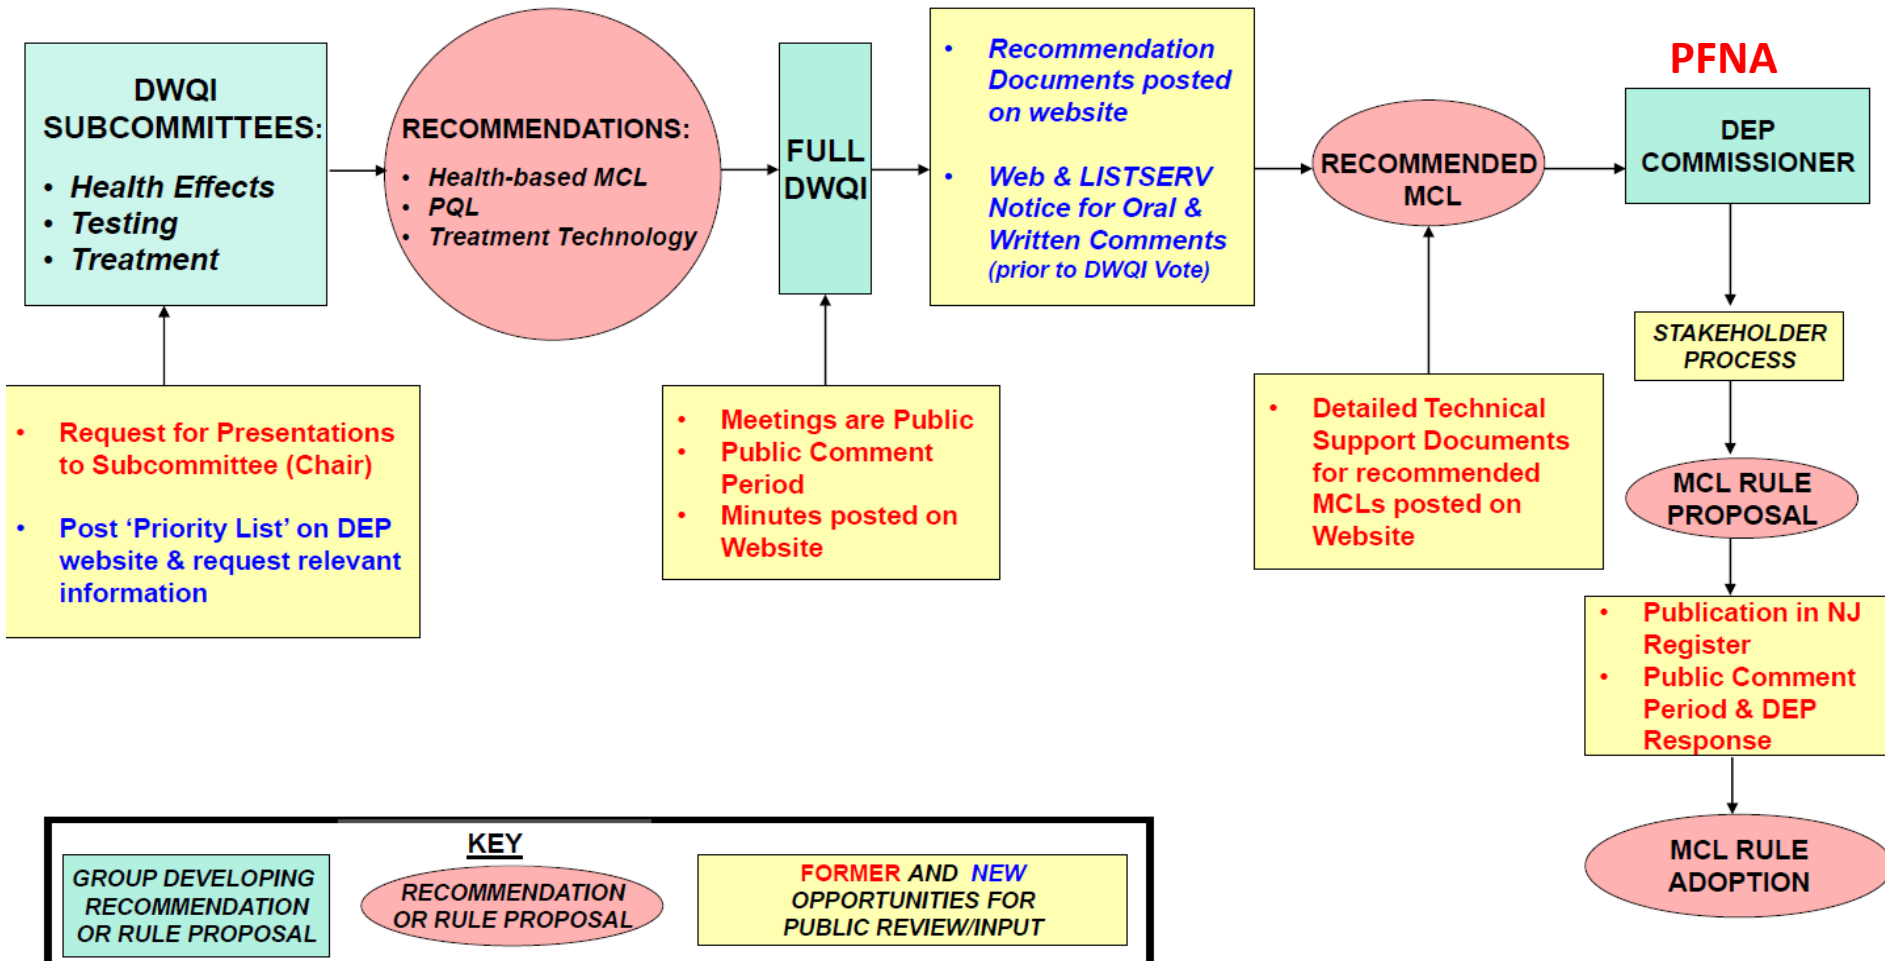 DWQI
SUBCOMMITTEES:
• Health Effects
• Testing
• Treatment
RECOMMENDATIONS:
• Health-based MCL
• PQL
• Treatment Technology
FULL
DWQI
• Recommendation
Documents posted
on website
• Web & LISTSERV
Notice for Oral &
Written Comments
(prior to DWQI Vote)
RECOMMENDED
MCL
PFNA
DEP
COMMISSIONER
STAKEHOLDER
PROCESS
MCL RULE
PROPOSAL
• Publication in NJ
Register
• Public Comment
Period & DEP
Response
MCL RULE
ADOPTION
• Request for Presentations
to Subcommittee (Chair)
• Post ‘Priority List’ on DEP
website & request relevant
information
• Meetings are Public
• Public Comment
Period
• Minutes posted on
Website
• Detailed Technical
Support Documents
for recommended
MCLs posted on
Website
KEY
GROUP DEVELOPING
RECOMMENDATION
OR RULE PROPOSAL
RECOMMENDATION
OR RULE PROPOSAL
FORMER AND NEW
OPPORTUNITIES FOR
PUBLIC REVIEW/INPUT